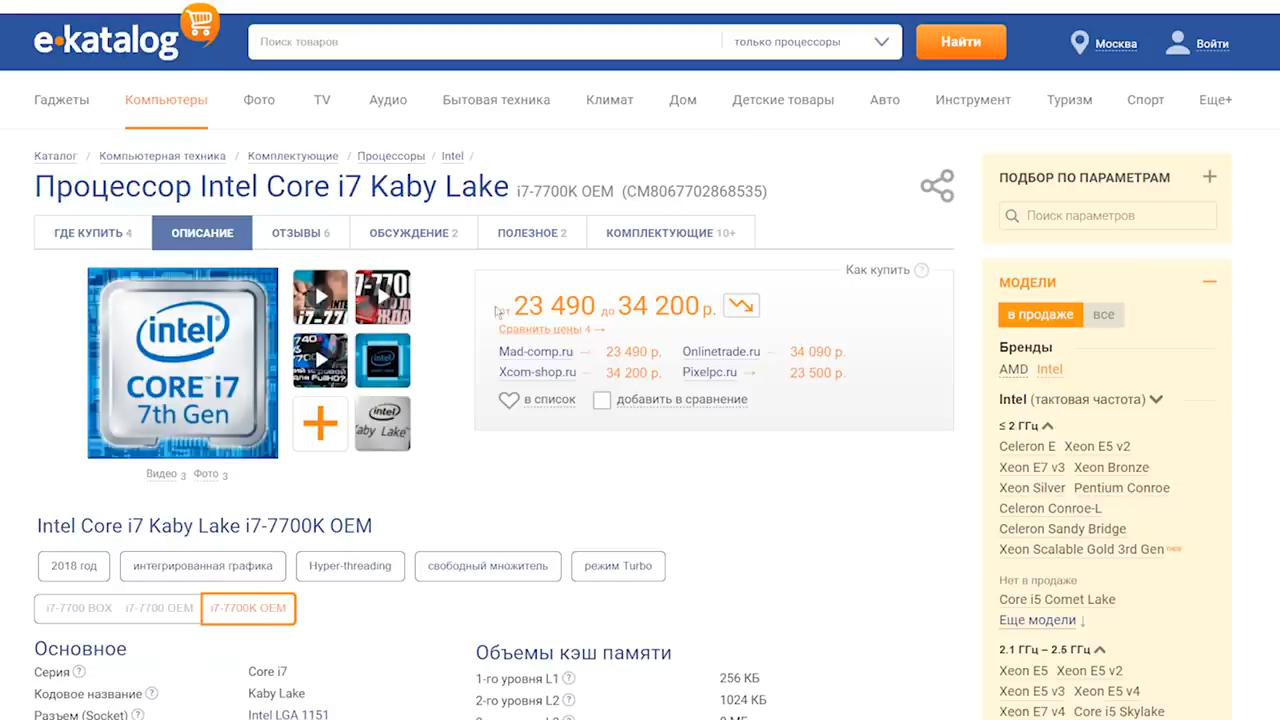 e-katalog
Поиск товаров
только процессоры
Найти
Москва
Войти
Гаджеты Компьютеры Фото TV Аудио Бытовая техника Климат Дом Детские товары Авто Инструмент Туризм Спорт Еще+
Каталог / Компьютерная техника / Комплектующие / Процессоры / Intel /
Процессор Intel Core i7 Kaby Lake i7-7700K OEM (CM8067702868535)
ГДЕ КУПИТЬ 4 ОПИСАНИЕ ОТЗЫВЫ 6 ОБСУЖДЕНИЕ 2 ПОЛЕЗНОЕ 2 КОМПЛЕКТУЮЩИЕ 10+
intel
CORE i7
7th Gen
intel
Kaby Lake
Видео 3 Фото 3
Как купить ?
от 23 490 до 34 200 р.
Сравнить цены 4 →
Mad-comp.ru → 23 490 р. Onlinetrade.ru → 34 090 р.
Xcom-shop.ru → 34 200 р. Pixelpc.ru → 23 500 р.
в список добавить в сравнение
Intel Core i7 Kaby Lake i7-7700K OEM
2018 год интегрированная графика Hyper-threading свободный множитель режим Turbo
i7-7700 BOX i7-7700 OEM i7-7700K OEM
Основное
Серия ? Core i7
Кодовое название ? Kaby Lake
Разъем (Socket) ? Intel LGA 1151
Объемы кэш памяти
1-го уровня L1 ? 256 КБ
2-го уровня L2 ? 1024 КБ
ПОДБОР ПО ПАРАМЕТРАМ +
Поиск параметров
МОДЕЛИ −
в продаже все
Бренды
AMD Intel
Intel (тактовая частота)
≤ 2 ГГц
Celeron E Xeon E5 v2
Xeon E7 v3 Xeon Bronze
Xeon Silver Pentium Conroe
Celeron Conroe-L
Celeron Sandy Bridge
Xeon Scalable Gold 3rd Gen
Нет в продаже
Core i5 Comet Lake
Еще модели ↓
2.1 ГГц – 2.5 ГГц
Xeon E5 Xeon E5 v2
Xeon E5 v3 Xeon E5 v4
Xeon E7 v4 Core i5 Skylake